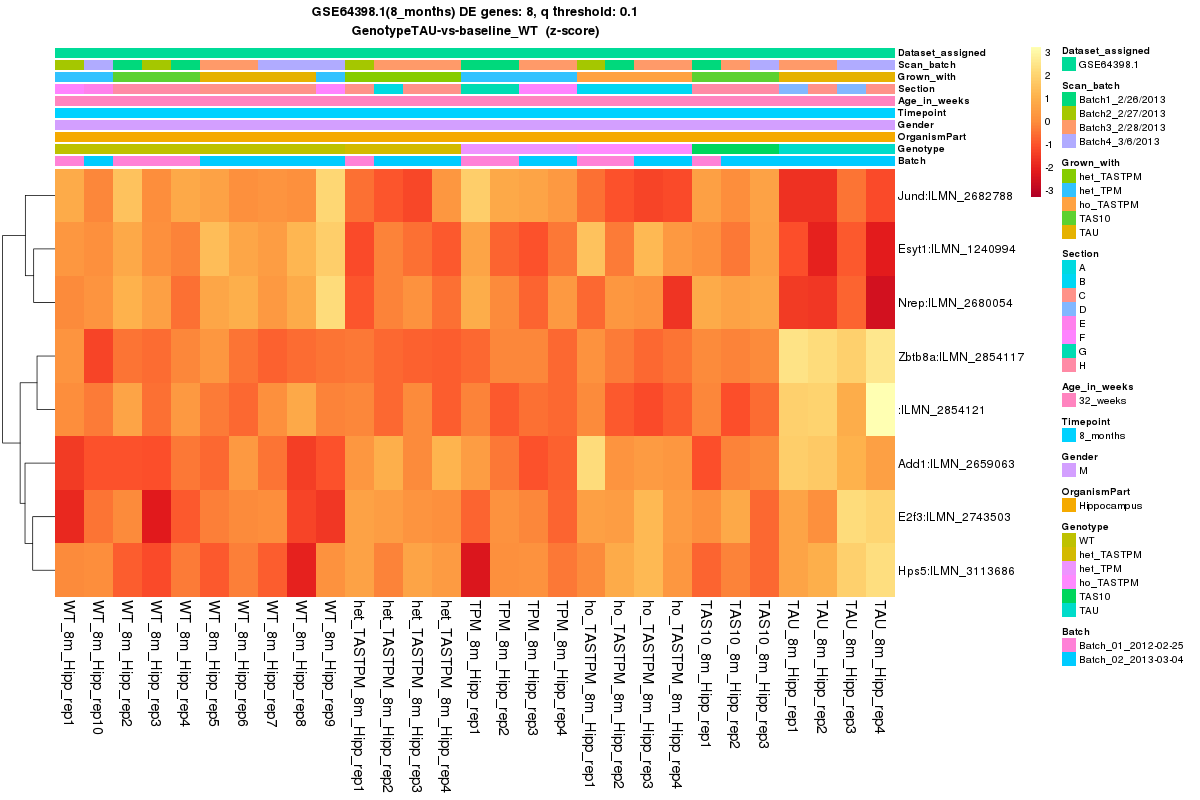 GSE64398.1(8_months) DE genes: 8, q threshold: 0.1
GenotypeTAU-vs-baseline_WT (z-score)
Dataset_assigned
Scan_batch
Grown_with
Section
Age_in_weeks
Timepoint
Gender
OrganismPart
Genotype
Batch
Jund:ILMN_2682788
Esyt1:ILMN_1240994
Nrep:ILMN_2680054
Zbtb8a:ILMN_2854117
:ILMN_2854121
Add1:ILMN_2659063
E2f3:ILMN_2743503
Hps5:ILMN_3113686
WT_8m_Hipp_rep1
WT_8m_Hipp_rep10
WT_8m_Hipp_rep2
WT_8m_Hipp_rep3
WT_8m_Hipp_rep4
WT_8m_Hipp_rep5
WT_8m_Hipp_rep6
WT_8m_Hipp_rep7
WT_8m_Hipp_rep8
WT_8m_Hipp_rep9
het_TASTPM_8m_Hipp_rep1
het_TASTPM_8m_Hipp_rep2
het_TASTPM_8m_Hipp_rep3
het_TASTPM_8m_Hipp_rep4
TPM_8m_Hipp_rep1
TPM_8m_Hipp_rep2
TPM_8m_Hipp_rep3
TPM_8m_Hipp_rep4
ho_TASTPM_8m_Hipp_rep1
ho_TASTPM_8m_Hipp_rep2
ho_TASTPM_8m_Hipp_rep3
ho_TASTPM_8m_Hipp_rep4
TAS10_8m_Hipp_rep1
TAS10_8m_Hipp_rep2
TAS10_8m_Hipp_rep3
TAU_8m_Hipp_rep1
TAU_8m_Hipp_rep2
TAU_8m_Hipp_rep3
TAU_8m_Hipp_rep4
3
2
1
0
-1
-2
-3
Dataset_assigned
GSE64398.1
Scan_batch
Batch1_2/26/2013
Batch2_2/27/2013
Batch3_2/28/2013
Batch4_3/6/2013
Grown_with
het_TASTPM
het_TPM
ho_TASTPM
TAS10
TAU
Section
A
B
C
D
E
F
G
H
Age_in_weeks
32_weeks
Timepoint
8_months
Gender
M
OrganismPart
Hippocampus
Genotype
WT
het_TASTPM
het_TPM
ho_TASTPM
TAS10
TAU
Batch
Batch_01_2012-02-25
Batch_02_2013-03-04